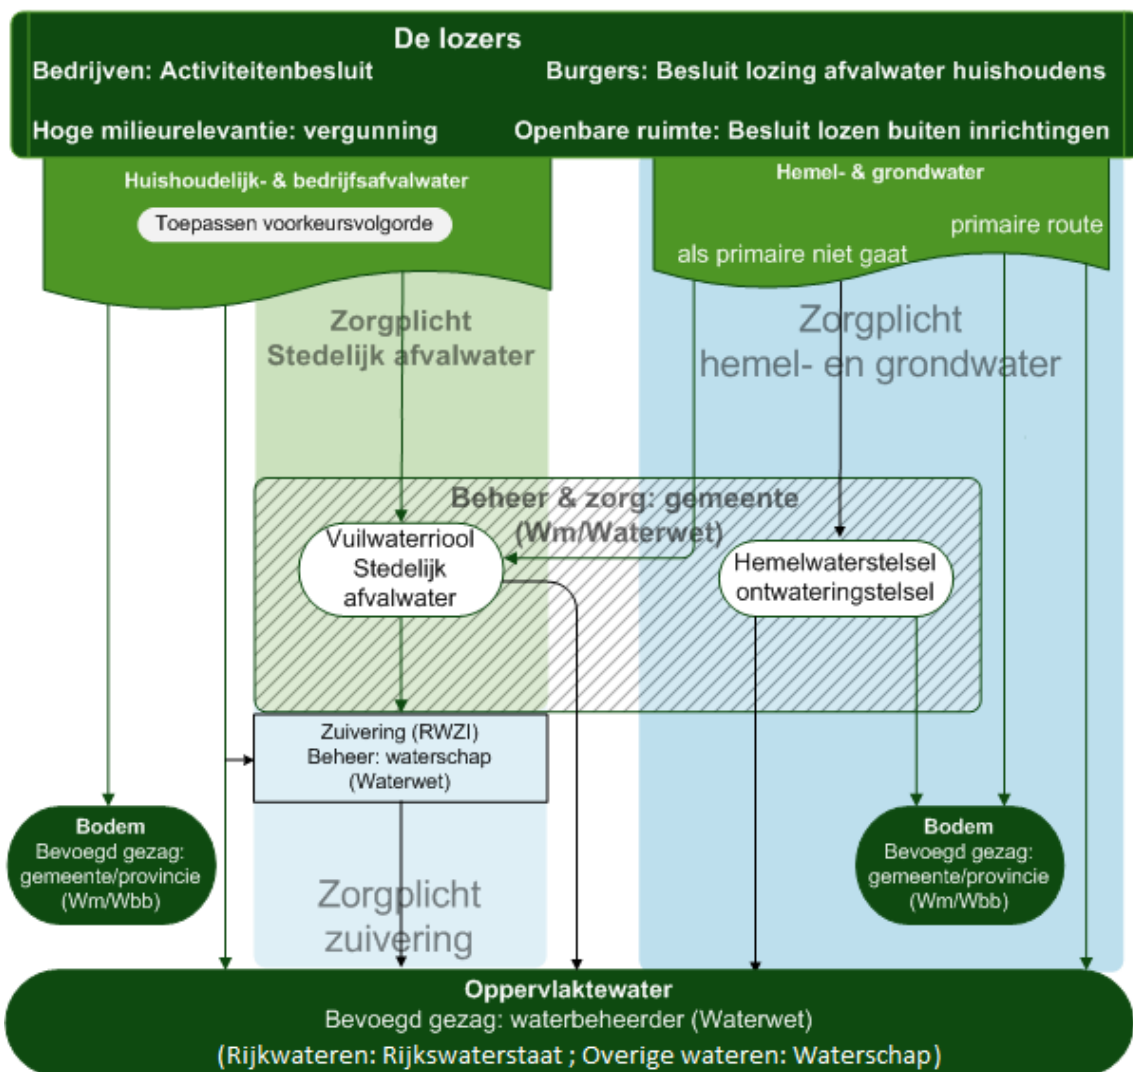 De lozers
Bedrijven: Activiteitenbesluit
Burgers: Besluit lozing afvalwater huishoudens
Hoge milieurelevantie: vergunning
Openbare ruimte: Besluit lozen buiten inrichtingen
Huishoudelijk- & bedrijfsafvalwater
Toepassen voorkeursvolgorde
Hemel- & grondwater
primaire route
als primaire niet gaat
Zorgplicht
Stedelijk afvalwater
Zorgplicht
hemel- en grondwater
Beheer & zorg: gemeente
(Wm/Waterwet)
Vuilwaterriool
Stedelijk
afvalwater
Hemelwaterstelsel
ontwateringstelsel
Zuivering (RWZI)
Beheer: waterschap
(Waterwet)
Bodem
Bevoegd gezag:
gemeente/provincie
(Wm/Wbb)
Zorgplicht
zuivering
Bodem
Bevoegd gezag:
gemeente/provincie
(Wm/Wbb)
Oppervlaktewater
Bevoegd gezag: waterbeheerder (Waterwet)
(Rijkwateren: Rijkswaterstaat ; Overige wateren: Waterschap)